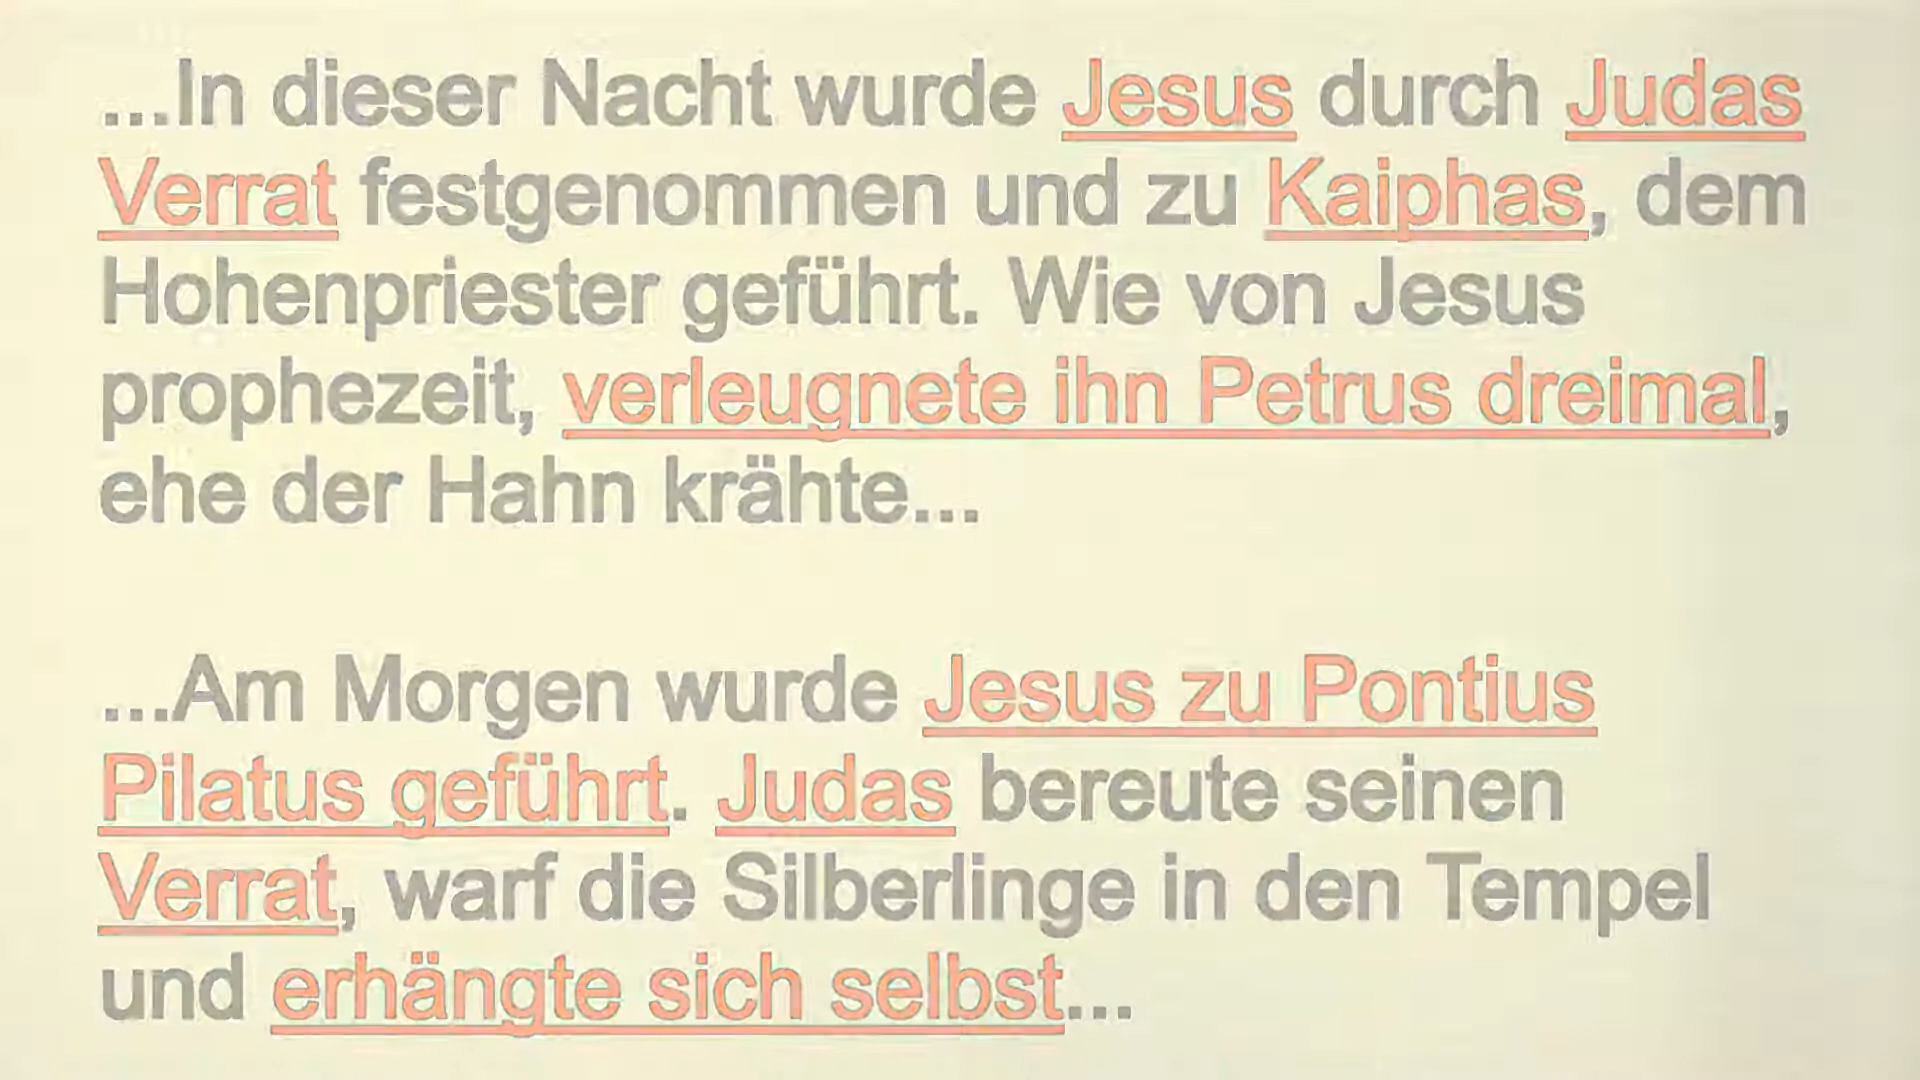 ...In dieser Nacht wurde Jesus durch Judas
Verrat festgenommen und zu Kaiphas, dem
Hohenpriester geführt. Wie von Jesus
prophezeit, verleugnete ihn Petrus dreimal,
ehe der Hahn krähte...
...Am Morgen wurde Jesus zu Pontius
Pilatus geführt. Judas bereute seinen
Verrat, warf die Silberlinge in den Tempel
und erhängte sich selbst...